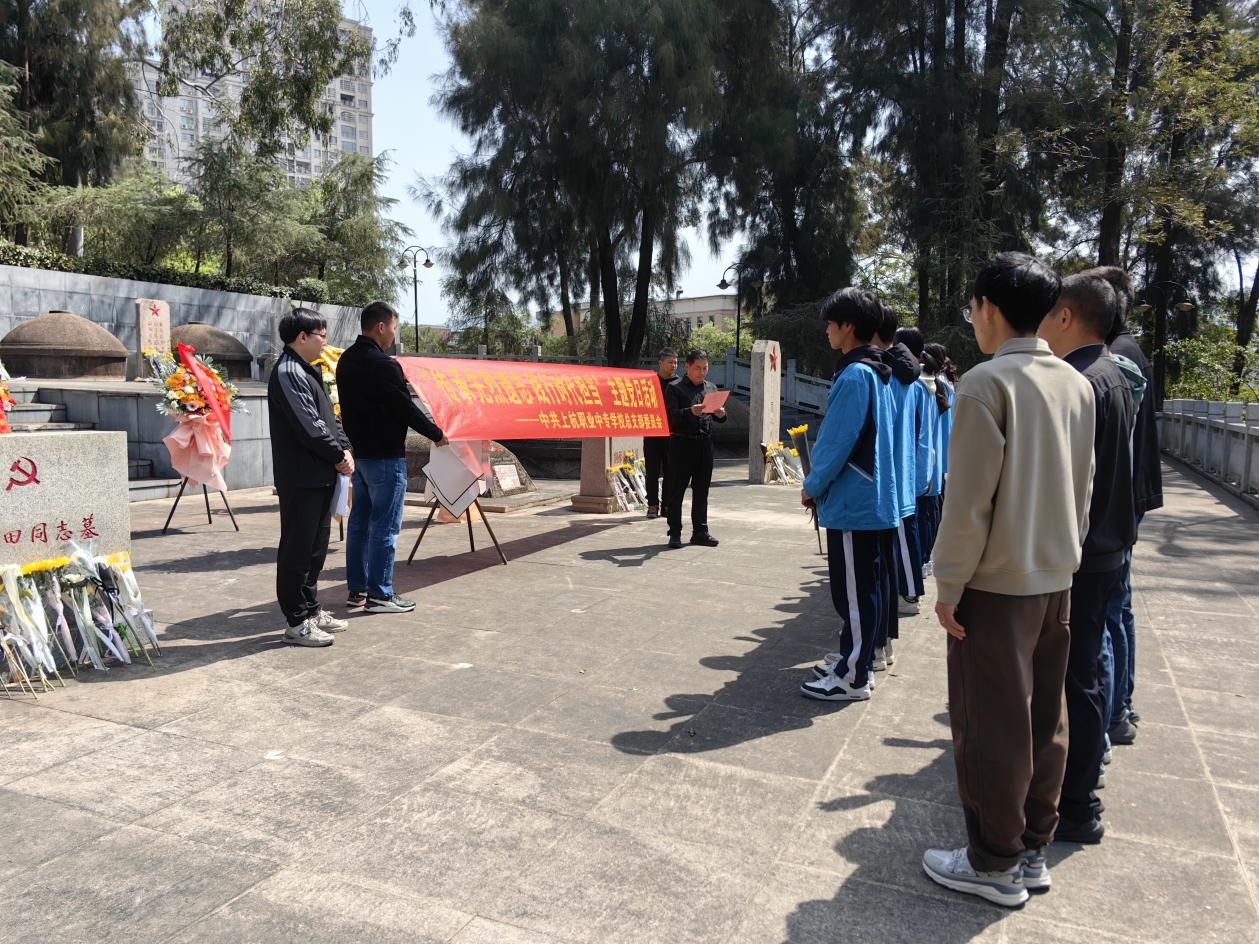 传承先烈遗志 践行时代担当 主题党日活动
——中共上杭职业中专学校总支部委员会
田同志墓